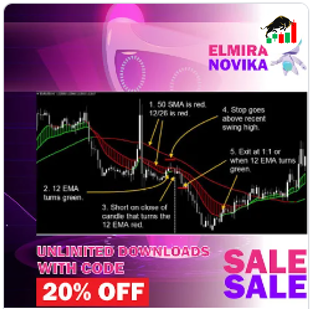 ELMIRA
NOVIKA
1. 50 SMA is red.
12/26 is red.
4. Stop goes
above recent
swing high.
5. Exit at 1:1 or
when 12 EMA turns
green.
2. 12 EMA
turns green.
3. Short on close of
candle that turns the
12 EMA red.
UNLIMITED DOWNLOADS
WITH CODE
20% OFF
SALE
SALE